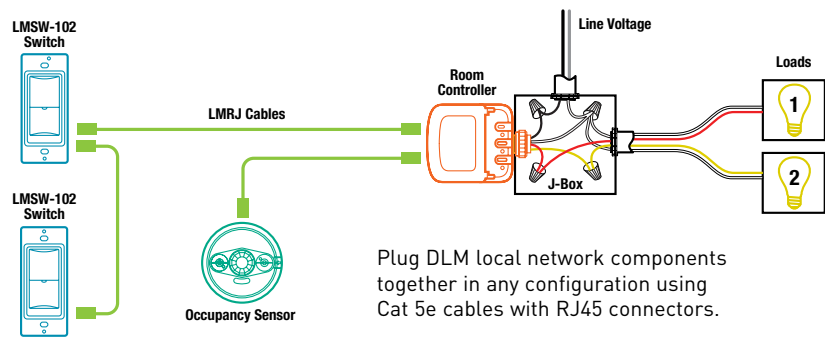 LMSW-102
Switch
Line Voltage
Loads
Room
Controller
LMRJ Cables
1
J-Box
2
LMSW-102
Switch
Occupancy Sensor
Plug DLM local network components
together in any configuration using
Cat 5e cables with RJ45 connectors.